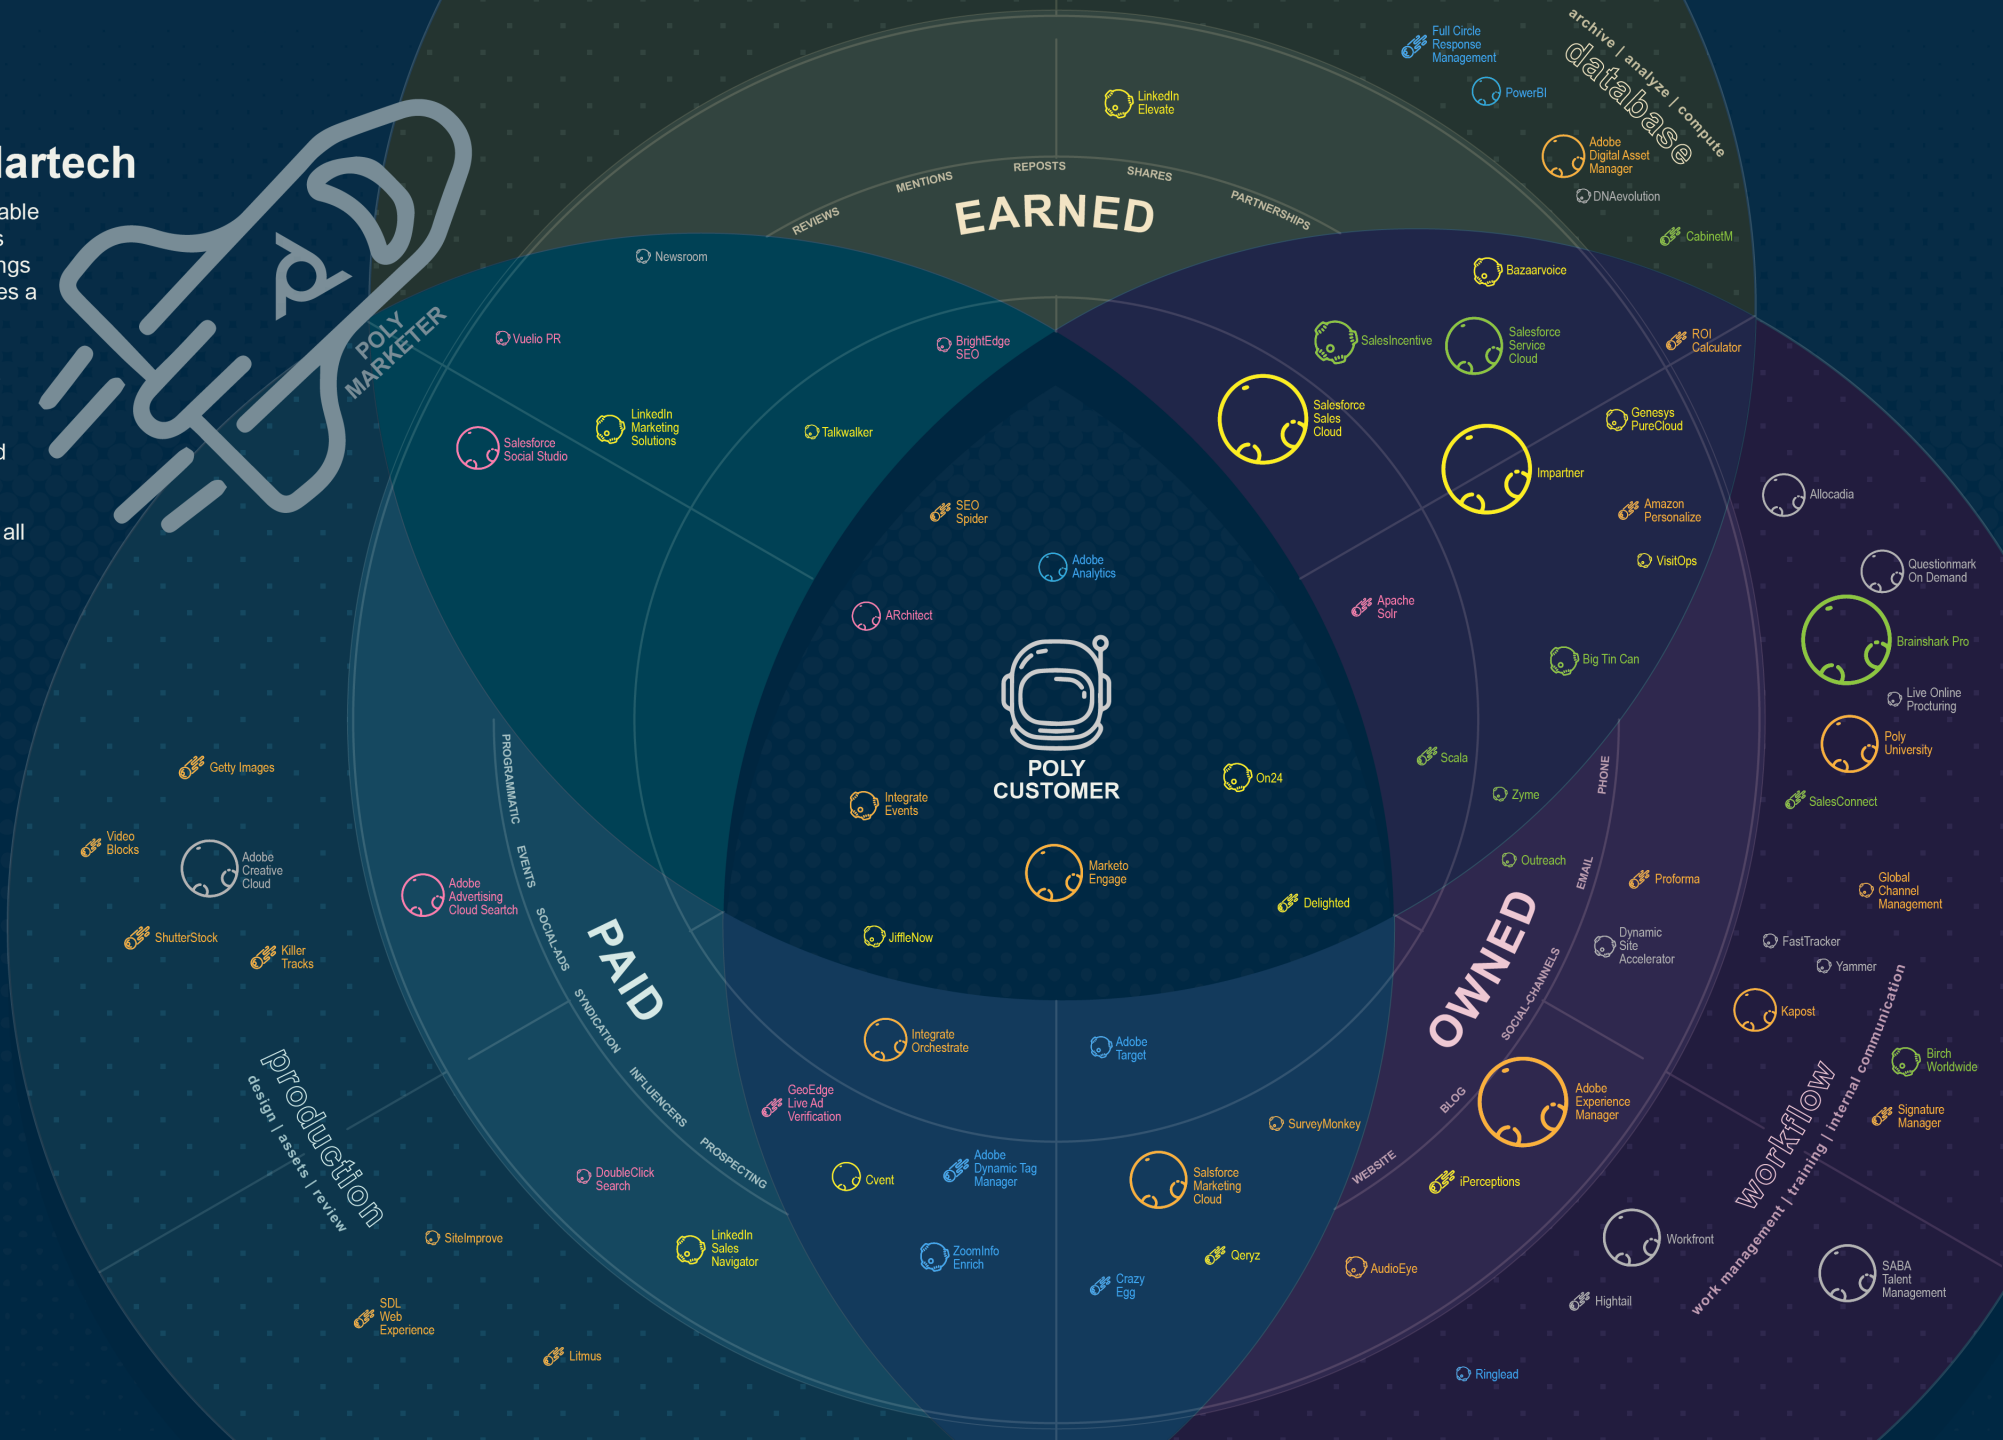 lartech
able
s
ngs
es a
d
all
POLY
MARKETER
EARNED
REVIEWS
MENTIONS
REPOSTS
SHARES
PARTNERSHIPS
LinkedIn
Elevate
Full Circle
Response
Management
PowerBI
archive | analyze | compute
database
Adobe
Digital Asset
Manager
DNAevolution
CabinetM
Newsroom
Vuelio PR
BrightEdge
SEO
LinkedIn
Marketing
Solutions
Salesforce
Social Studio
Talkwalker
Bazaarvoice
SalesIncentive
Salesforce
Service
Cloud
ROI
Calculator
Salesforce
Sales
Cloud
Genesys
PureCloud
Impartner
Amazon
Personalize
VisitOps
Apache
Solr
Big Tin Can
Scala
Zyme
Outreach
SEO
Spider
Adobe
Analytics
ARchitect
POLY
CUSTOMER
On24
Integrate
Events
Marketo
Engage
Delighted
JiffleNow
Allocadia
Questionmark
On Demand
Brainshark Pro
Live Online
Procturing
Poly
University
SalesConnect
Global
Channel
Management
FastTracker
Yammer
Kapost
Birch
Worldwide
Signature
Manager
workflow
work management | training | internal communication
SABA
Talent
Management
Workfront
Hightail
Ringlead
OWNED
PHONE
EMAIL
SOCIAL-CHANNELS
BLOG
WEBSITE
Proforma
Dynamic
Site
Accelerator
Adobe
Experience
Manager
iPerceptions
AudioEye
Integrate
Orchestrate
Adobe
Target
GeoEdge
Live Ad
Verification
SurveyMonkey
Cvent
Adobe
Dynamic Tag
Manager
Salsforce
Marketing
Cloud
ZoomInfo
Enrich
Crazy
Egg
Qeryz
PAID
PROGRAMMATIC
EVENTS
SOCIAL-ADS
SYNDICATION
INFLUENCERS
PROSPECTING
Adobe
Advertising
Cloud Seartch
DoubleClick
Search
LinkedIn
Sales
Navigator
Getty Images
Video
Blocks
Adobe
Creative
Cloud
ShutterStock
Killer
Tracks
production
design | assets | review
SiteImprove
SDL
Web
Experience
Litmus